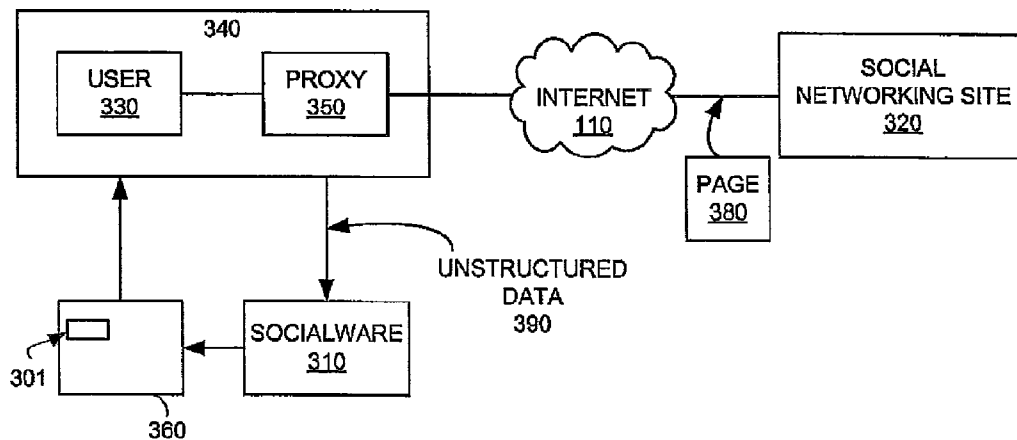 340
USER
330
PROXY
350
INTERNET
110
SOCIAL
NETWORKING SITE
320
PAGE
380
UNSTRUCTURED
DATA
390
SOCIALWARE
310
301
360